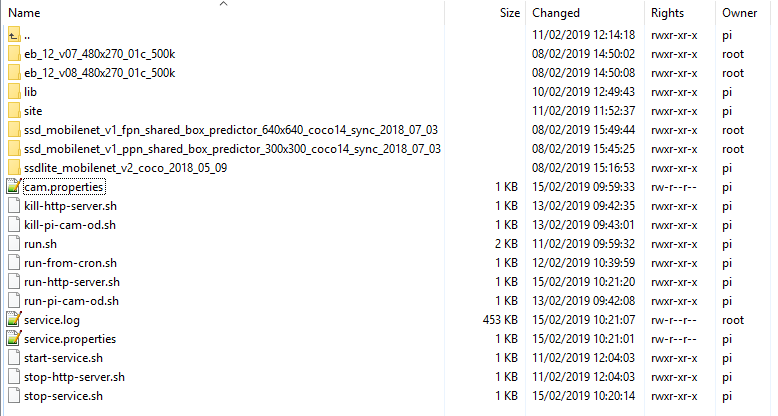 Name Size Changed Rights Owner
.. 11/02/2019 12:14:18 rwxr-xr-x pi
eb_12_v07_480x270_01c_500k 08/02/2019 14:50:02 rwxr-xr-x root
eb_12_v08_480x270_01c_500k 08/02/2019 14:50:08 rwxr-xr-x root
lib 10/02/2019 12:49:43 rwxr-xr-x pi
site 11/02/2019 11:52:37 rwxr-xr-x pi
ssd_mobilenet_v1_fpn_shared_box_predictor_640x640_coco14_sync_2018_07_03 08/02/2019 15:49:44 rwxr-xr-x root
ssd_mobilenet_v1_ppn_shared_box_predictor_300x300_coco14_sync_2018_07_03 08/02/2019 15:45:25 rwxr-xr-x root
ssdlite_mobilenet_v2_coco_2018_05_09 08/02/2019 15:16:53 rwxr-xr-x pi
cam.properties 1 KB 15/02/2019 09:59:33 rw-r--r-- pi
kill-http-server.sh 1 KB 13/02/2019 09:42:35 rwxr-xr-x pi
kill-pi-cam-od.sh 1 KB 13/02/2019 09:43:01 rwxr-xr-x pi
run.sh 2 KB 11/02/2019 09:59:32 rwxr-xr-x pi
run-from-cron.sh 1 KB 12/02/2019 10:39:59 rwxr-xr-x pi
run-http-server.sh 1 KB 15/02/2019 10:21:20 rwxr-xr-x pi
run-pi-cam-od.sh 1 KB 13/02/2019 09:42:08 rwxr-xr-x pi
service.log 453 KB 15/02/2019 10:21:07 rw-r--r-- root
service.properties 1 KB 15/02/2019 10:21:01 rw-r--r-- pi
start-service.sh 1 KB 11/02/2019 12:04:03 rwxr-xr-x pi
stop-http-server.sh 1 KB 11/02/2019 12:04:03 rwxr-xr-x pi
stop-service.sh 1 KB 15/02/2019 10:20:14 rwxr-xr-x pi